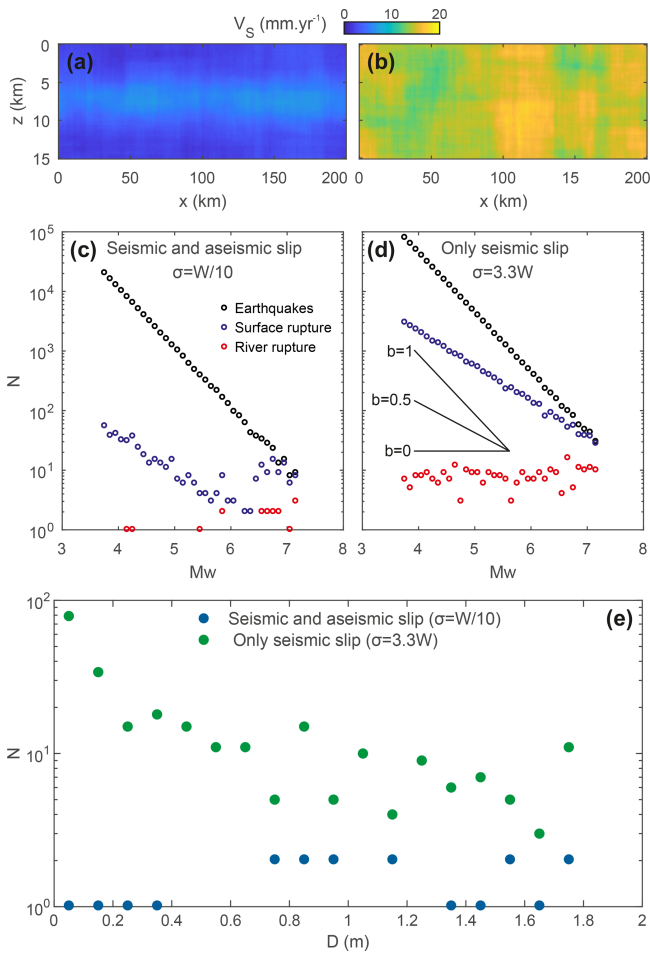 V_S (mm.yr⁻¹)
0 10 20
(a) (b)
z (km)
0
5
10
15
0 50 100 150 200
0 50 100 15 200
x (km) x (km)
(c) Seismic and aseismic slip
σ=W/10
(d) Only seismic slip
σ=3.3W
Earthquakes
Surface rupture
River rupture
b=1
b=0.5
b=0
N
10⁵
10⁴
10³
10²
10¹
10⁰
3 4 5 6 7 8
3 4 5 6 7 8
Mw Mw
(e)
Seismic and aseismic slip (σ=W/10)
Only seismic slip (σ=3.3W)
N
10²
10¹
10⁰
0 0.2 0.4 0.6 0.8 1 1.2 1.4 1.6 1.8 2
D (m)